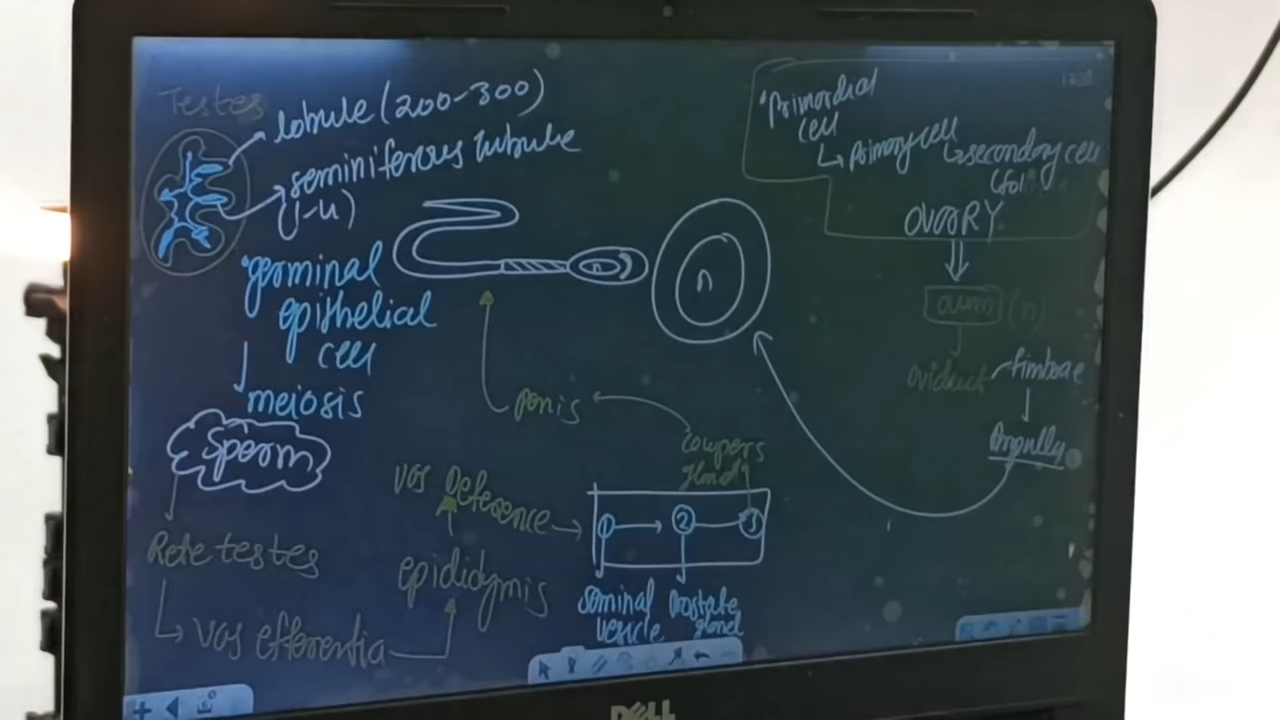 Testes
lobule (200-300)
seminiferous tubule
(1-4)
germinal
epithelial
cell
meiosis
Sperm
Rete testes
vas efferentia
epididymis
vas Deference
1 2 3
seminal
vesicle
Prostate
gland
coupers
gland
penis
n
n
Primordial
cell
Primary cell
secondary cell
ovary
ovum (n)
oviduct
fimbrae
Ampulla
DELL